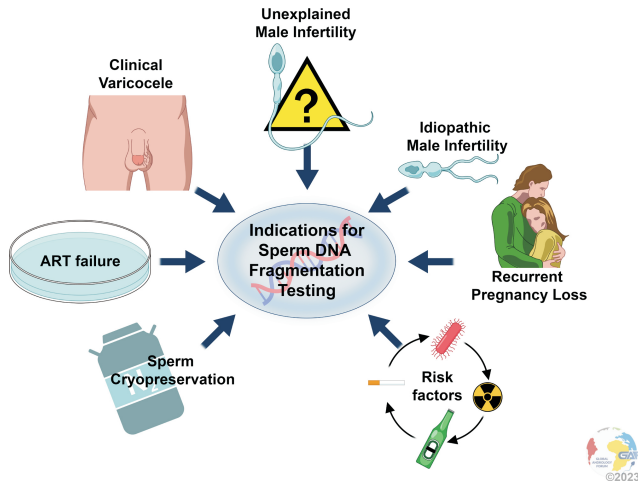 Unexplained
Male Infertility
?
Clinical
Varicocele
Idiopathic
Male Infertility
Indications for
Sperm DNA
Fragmentation
Testing
ART failure
Recurrent
Pregnancy Loss
Sperm
Cryopreservation
N2
Risk
factors
©2023